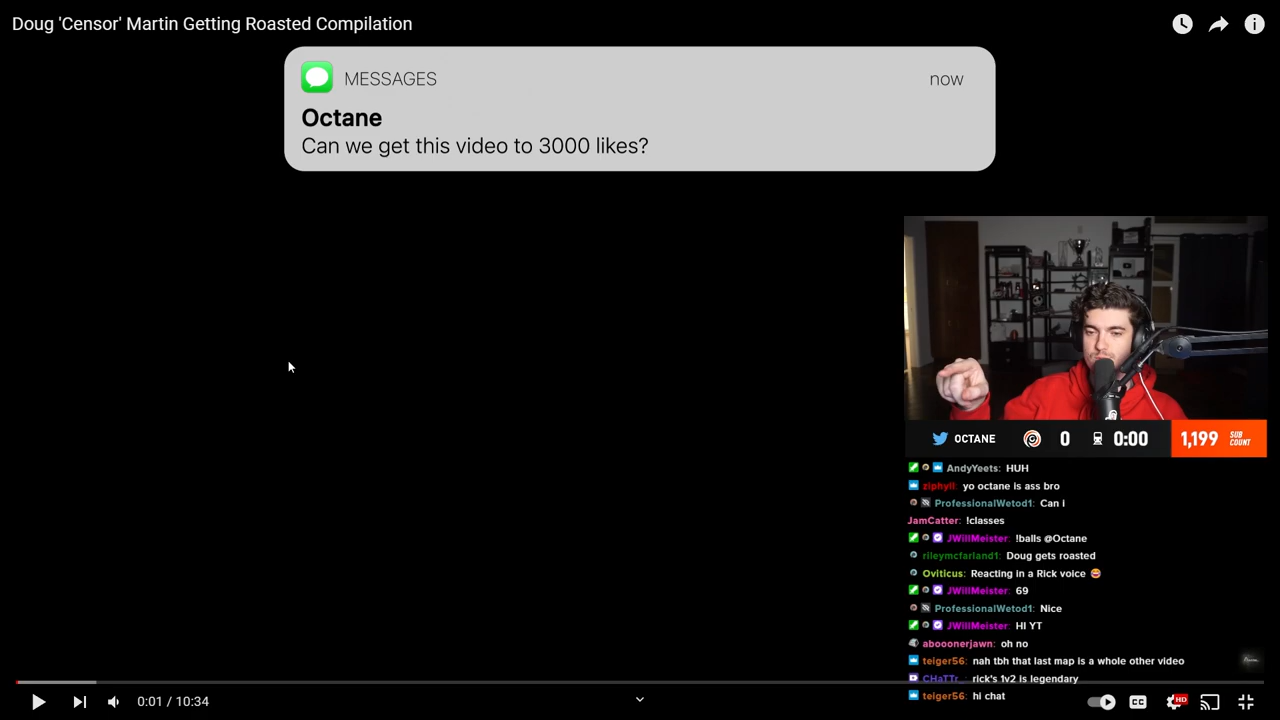 Doug 'Censor' Martin Getting Roasted Compilation
MESSAGES
now
Octane
Can we get this video to 3000 likes?
OCTANE
0
0:00
1,199
SUB
COUNT
AndyYeets: HUH
ziphyll: yo octane is ass bro
ProfessionalWetod1: Can i
JamCatter: !classes
JWillMeister: !balls @Octane
rileymcfarland1: Doug gets roasted
Oviticus: Reacting in a Rick voice
JWillMeister: 69
ProfessionalWetod1: Nice
JWillMeister: HI YT
abooonerjawn: oh no
teiger56: nah tbh that last map is a whole other video
CHaTTr_: rick's 1v2 is legendary
teiger56: hi chat
0:01 / 10:34
CC
HD